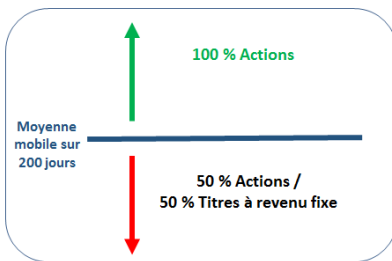 100 % Actions
Moyenne
mobile sur
200 jours
50 % Actions /
50 % Titres à revenu fixe